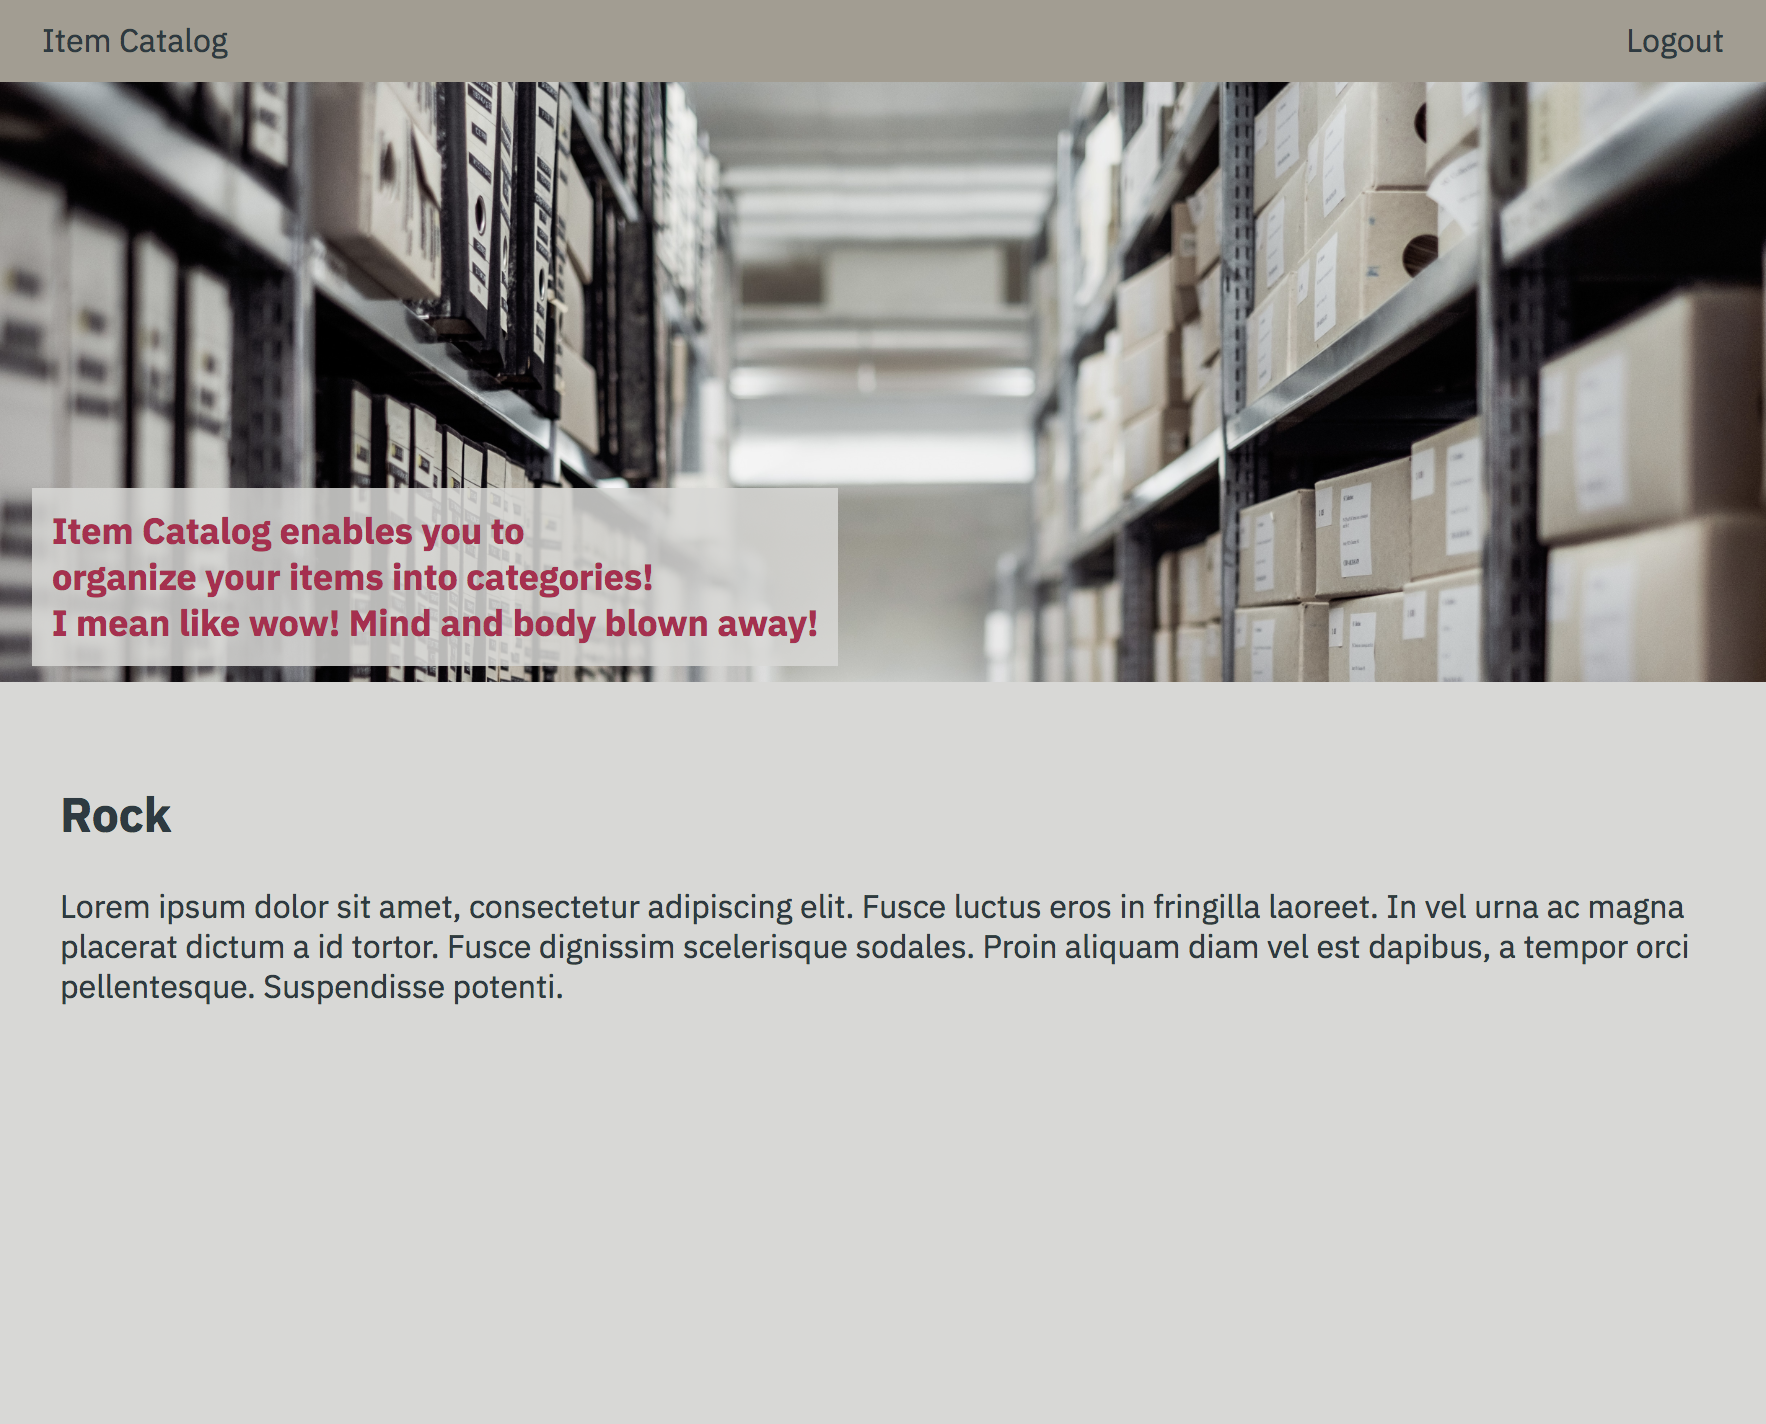 Item Catalog
Logout
Item Catalog enables you to
organize your items into categories!
I mean like wow! Mind and body blown away!
Rock
Lorem ipsum dolor sit amet, consectetur adipiscing elit. Fusce luctus eros in fringilla laoreet. In vel urna ac magna
placerat dictum a id tortor. Fusce dignissim scelerisque sodales. Proin aliquam diam vel est dapibus, a tempor orci
pellentesque. Suspendisse potenti.